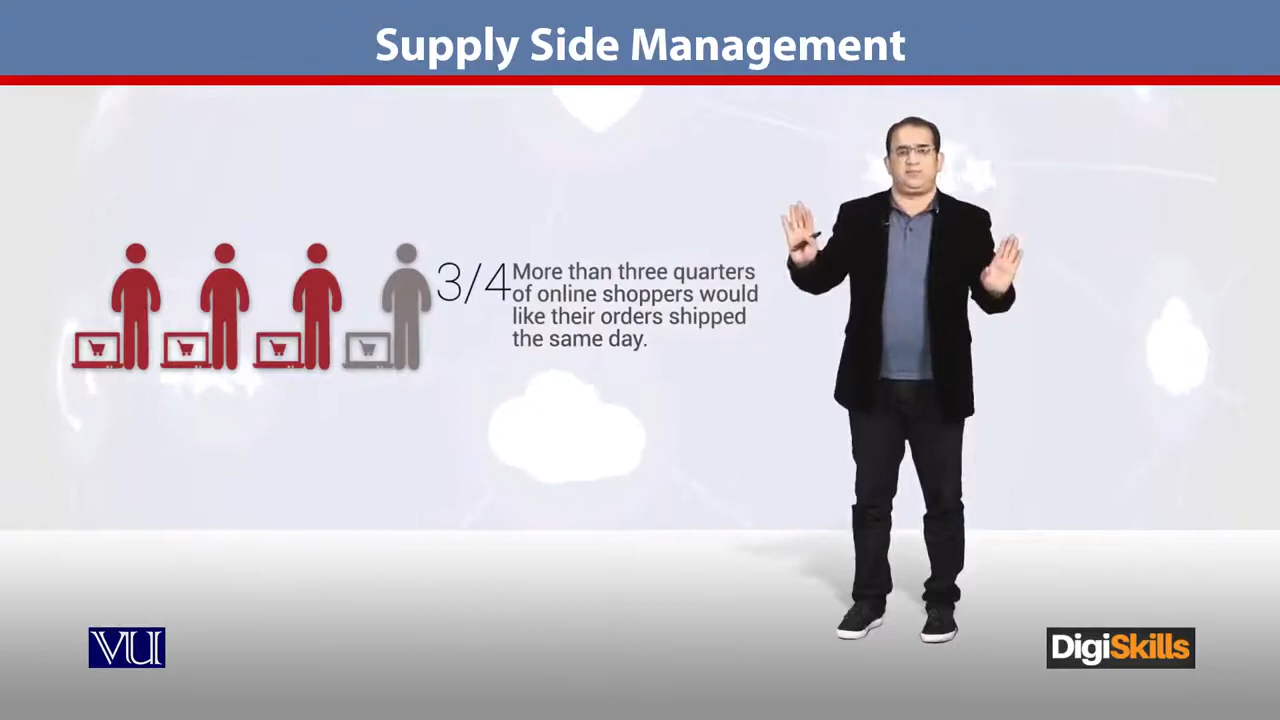 Supply Side Management
3/4
More than three quarters
of online shoppers would
like their orders shipped
the same day.
VU
DigiSkills